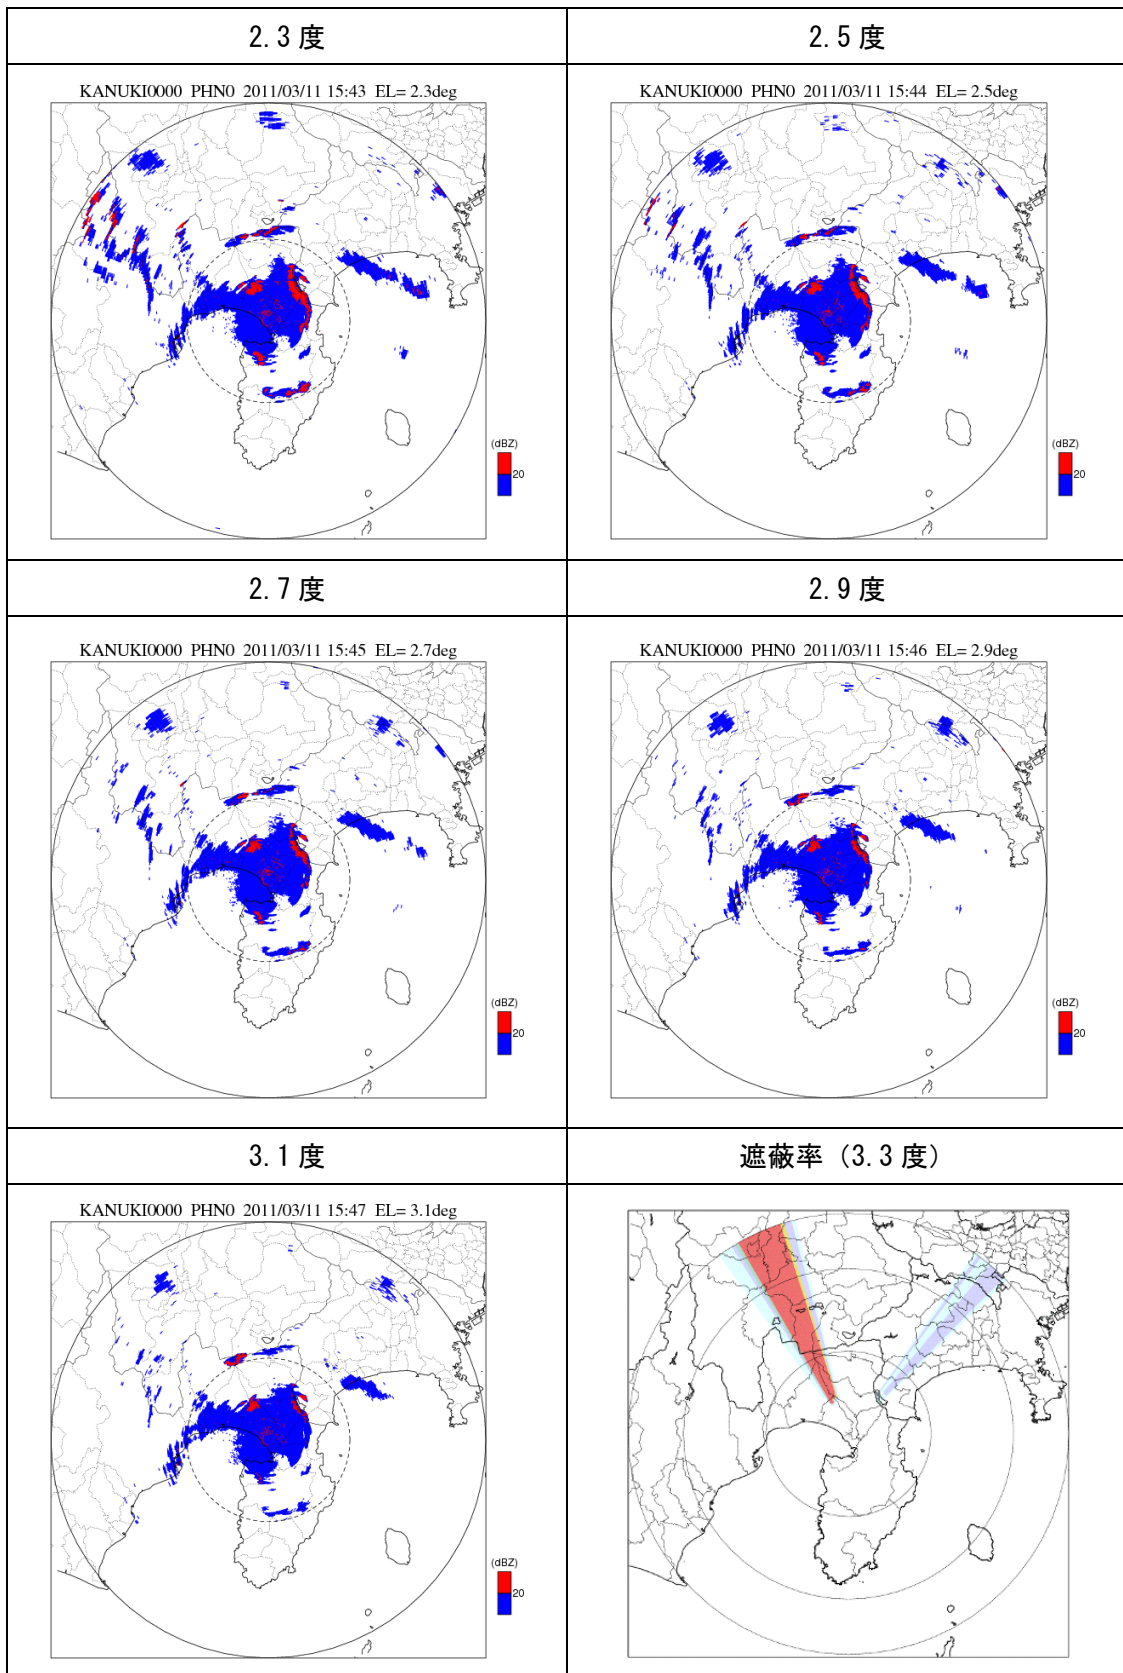 2.3 度
2.5 度
KANUKI0000 PHN0 2011/03/11 15:43 EL= 2.3deg
(dBZ)
20
KANUKI0000 PHN0 2011/03/11 15:44 EL= 2.5deg
(dBZ)
20
2.7 度
2.9 度
KANUKI0000 PHN0 2011/03/11 15:45 EL= 2.7deg
(dBZ)
20
KANUKI0000 PHN0 2011/03/11 15:46 EL= 2.9deg
(dBZ)
20
3.1 度
遮蔽率（3.3 度）
KANUKI0000 PHN0 2011/03/11 15:47 EL= 3.1deg
(dBZ)
20